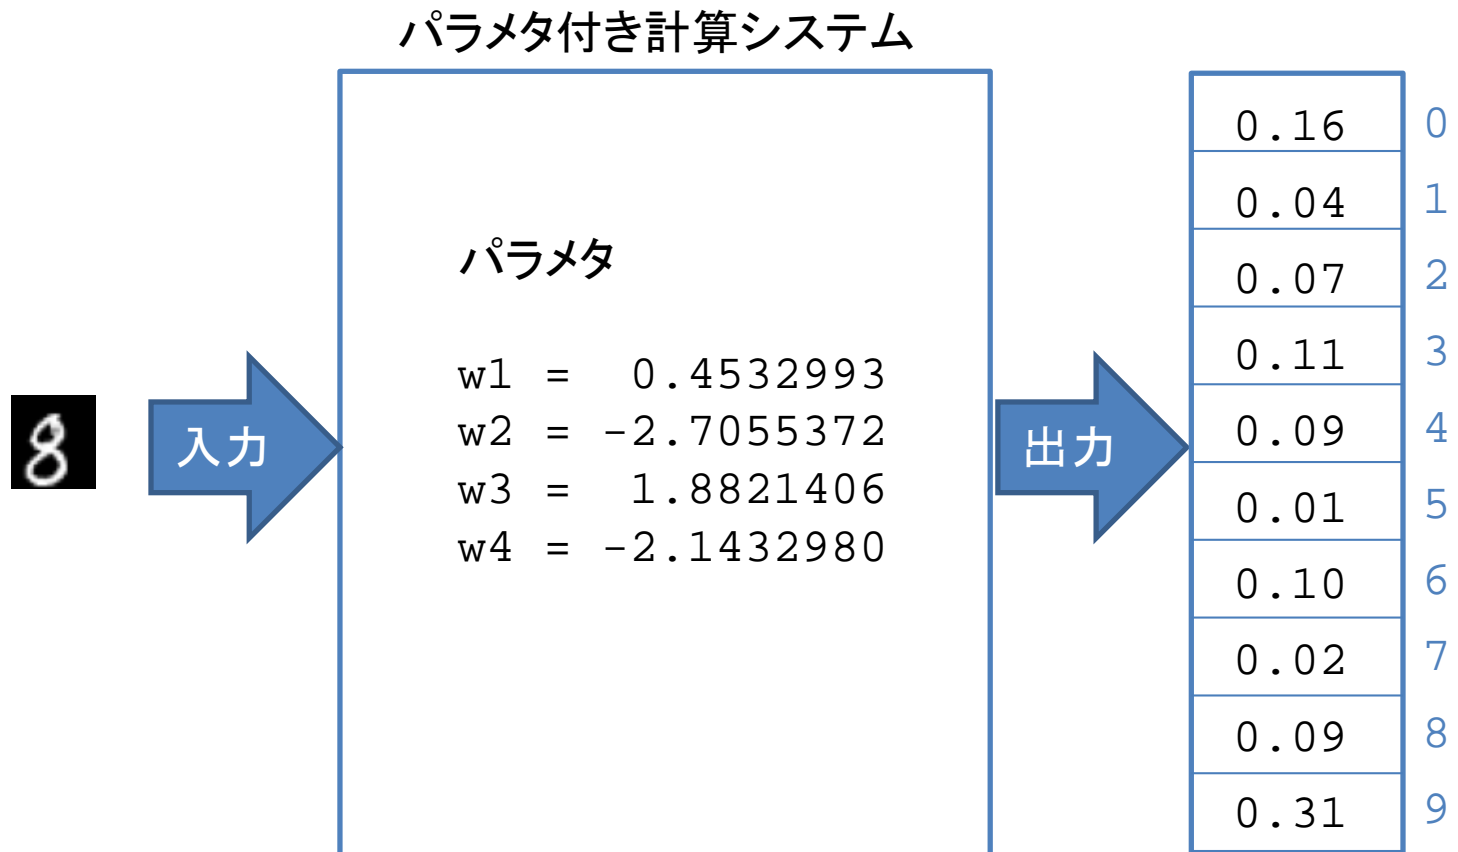 パラメタ付き計算システム
パラメタ
w1 = 0.4532993
w2 = -2.7055372
w3 = 1.8821406
w4 = -2.1432980
8
入力
出力
0.16 0
0.04 1
0.07 2
0.11 3
0.09 4
0.01 5
0.10 6
0.02 7
0.09 8
0.31 9